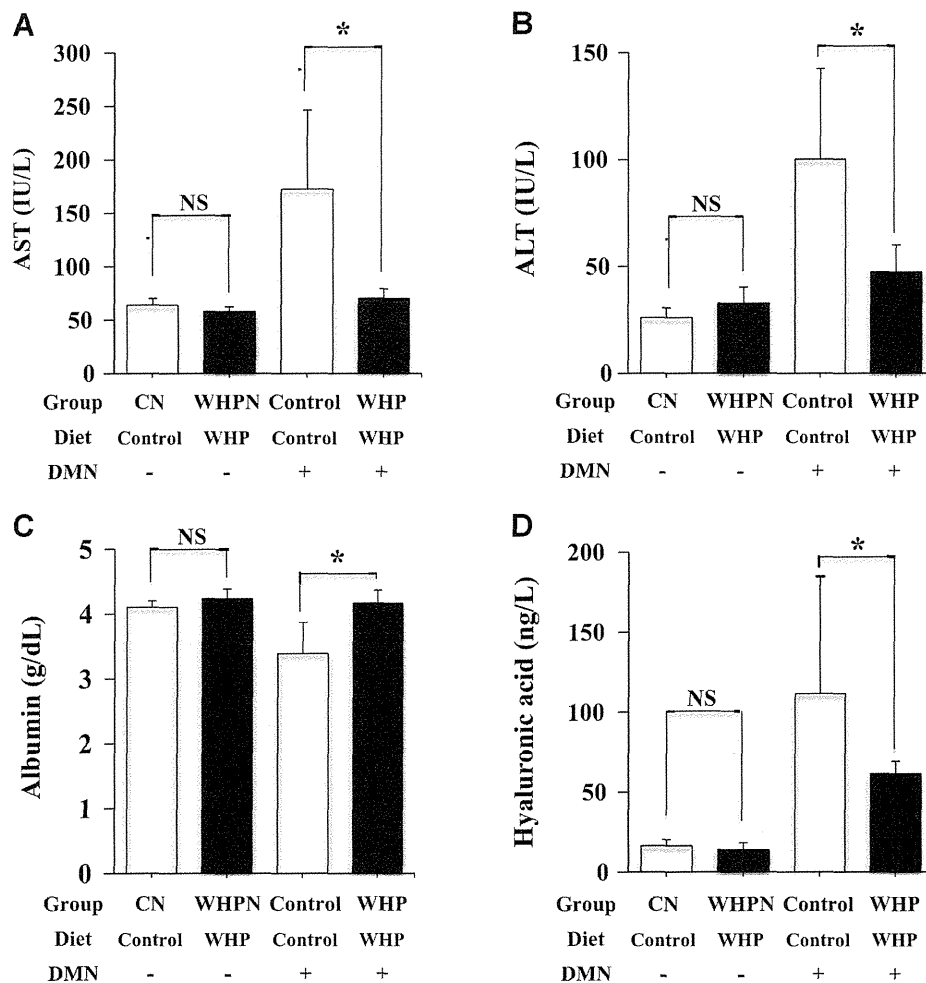 A
*
300
250
200
150
100
50
0
AST (IU/L)
NS
Group CN WHPN Control WHP
Diet Control WHP Control WHP
DMN - - + +
B
*
150
100
50
0
ALT (IU/L)
NS
Group CN WHPN Control WHP
Diet Control WHP Control WHP
DMN - - + +
C
NS
*
5
4
3
2
1
0
Albumin (g/dL)
Group CN WHPN Control WHP
Diet Control WHP Control WHP
DMN - - + +
D
*
200
150
100
50
0
Hyaluronic acid (ng/L)
NS
Group CN WHPN Control WHP
Diet Control WHP Control WHP
DMN - - + +